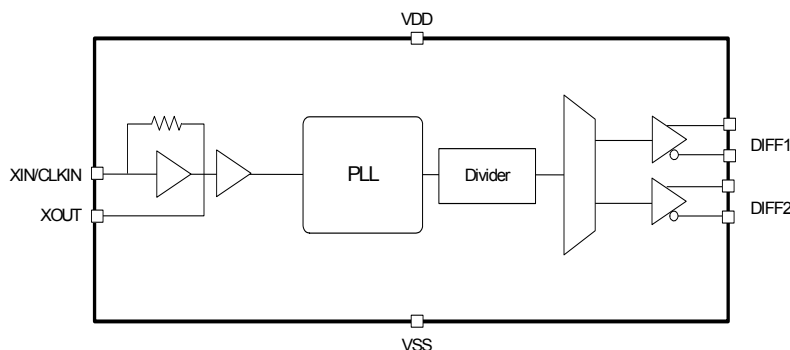 VDD
XIN/CLKIN
XOUT
PLL
Divider
DIFF1
DIFF2
VSS